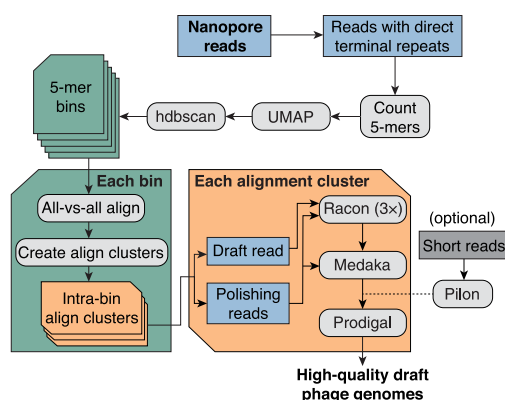 Nanopore
reads
Reads with direct
terminal repeats
5-mer
bins
hdbscan
UMAP
Count
5-mers
Each bin
All-vs-all align
Create align clusters
Intra-bin
align clusters
Each alignment cluster
Draft read
Polishing
reads
Racon (3×)
Medaka
Prodigal
(optional)
Short reads
Pilon
High-quality draft
phage genomes